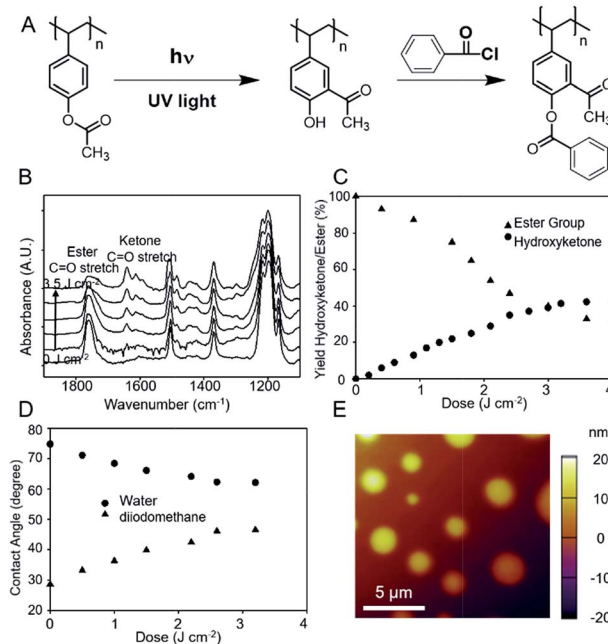 A
n
hν
UV light
O
O
CH₃
n
O
OH
CH₃
O
Cl
n
O
O
CH₃
O
B
Absorbance (A.U.)
Ester
C=O stretch
Ketone
C=O stretch
3.5 J cm⁻²
0 J cm⁻²
1800
1600
1400
1200
Wavenumber (cm⁻¹)
C
Yield Hydroxyketone/Ester (%)
100
80
60
40
20
0
Ester Group
Hydroxyketone
0
1
2
3
4
Dose (J cm⁻²)
D
Contact Angle (degree)
80
70
60
50
40
30
20
Water
diiodomethane
0
1
2
3
4
Dose (J cm⁻²)
E
5 µm
nm
20
10
0
-10
-20